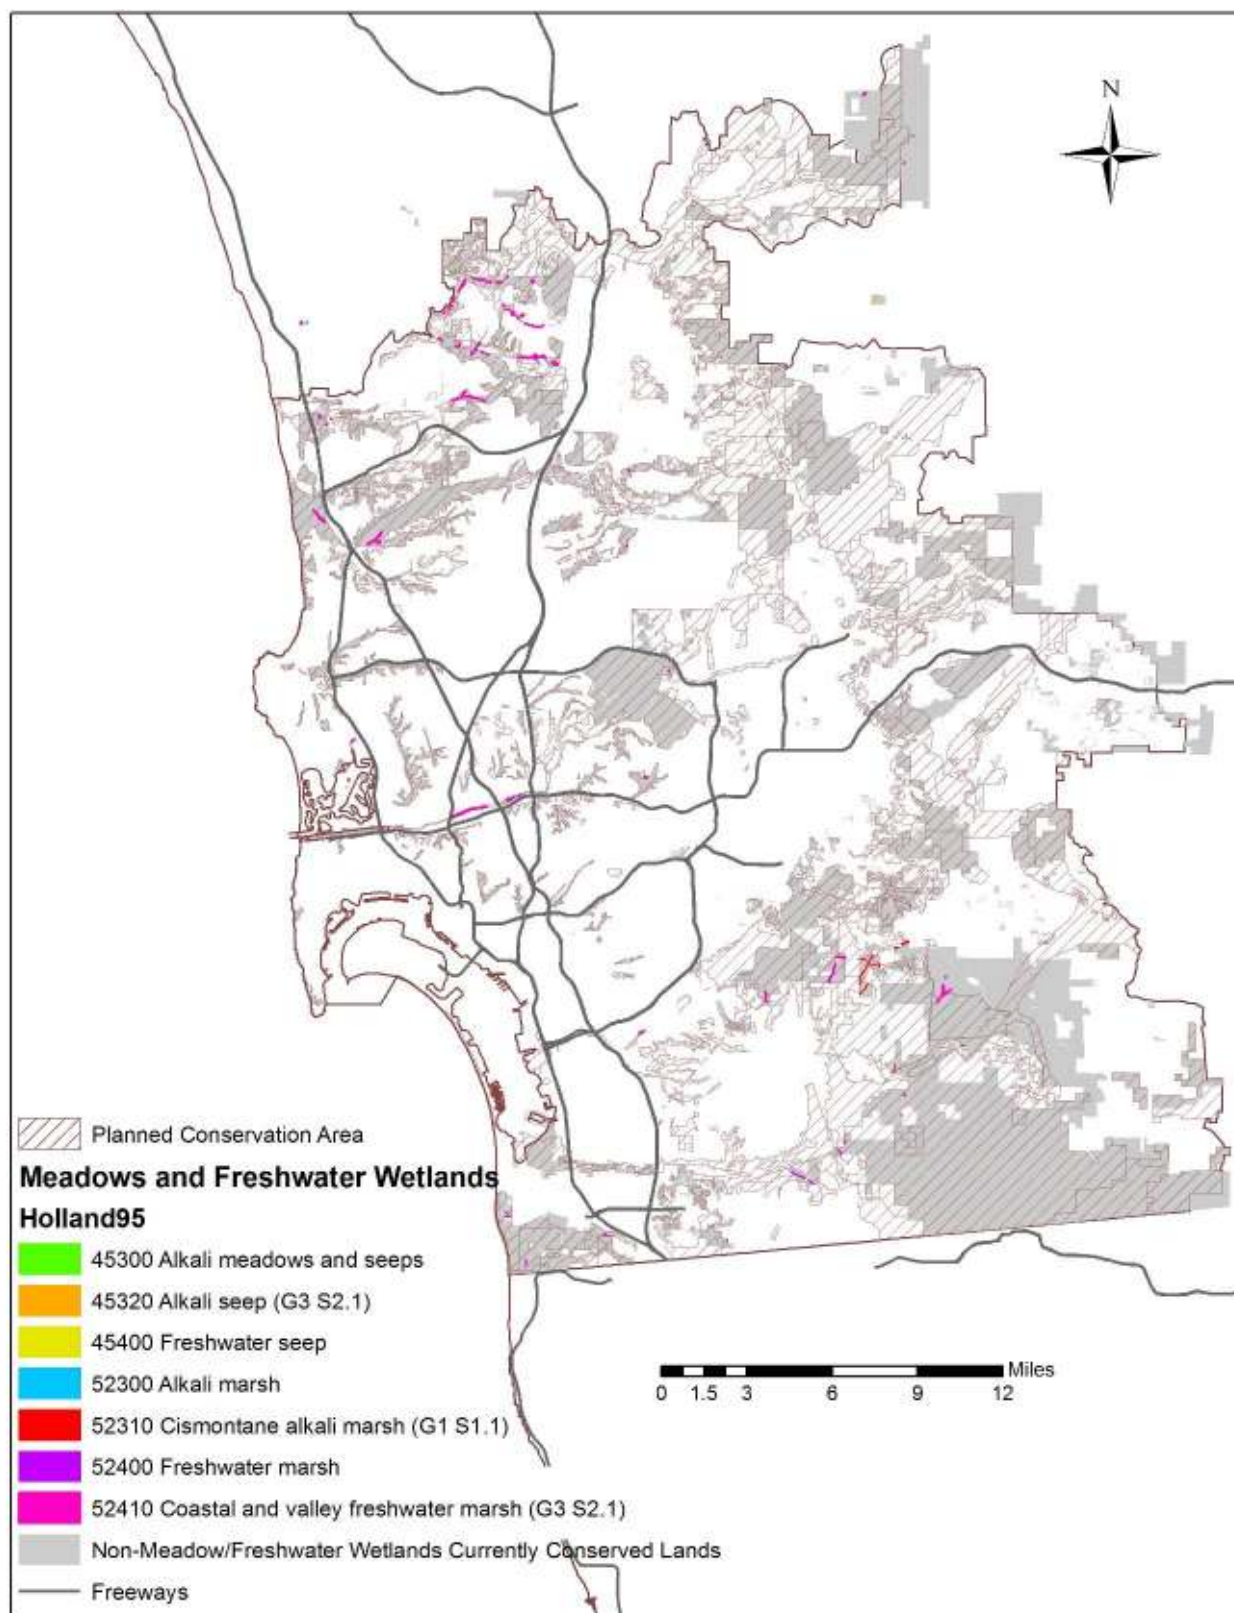 N
Planned Conservation Area
Meadows and Freshwater Wetlands
Holland95
45300 Alkali meadows and seeps
45320 Alkali seep (G3 S2.1)
45400 Freshwater seep
52300 Alkali marsh
52310 Cismontane alkali marsh (G1 S1.1)
52400 Freshwater marsh
52410 Coastal and valley freshwater marsh (G3 S2.1)
Non-Meadow/Freshwater Wetlands Currently Conserved Lands
Freeways
Miles
0 1.5 3 6 9 12